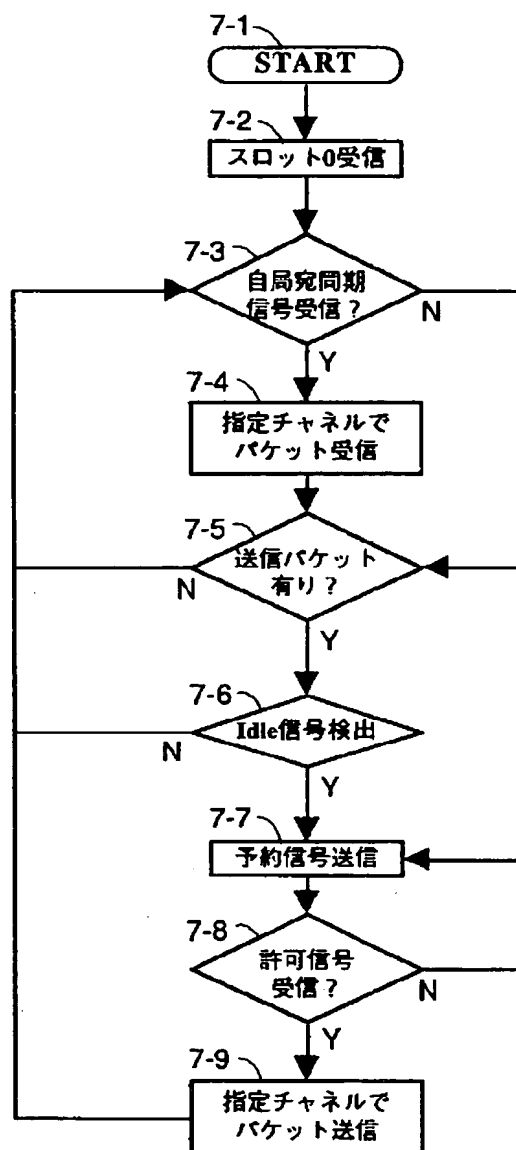 7-1
START
7-2
スロット0受信
7-3
自局宛同期
信号受信？
N
Y
7-4
指定チャネルで
パケット受信
7-5
送信パケット
有り？
N
Y
7-6
Idle信号検出
N
Y
7-7
予約信号送信
7-8
許可信号
受信？
N
Y
7-9
指定チャネルで
パケット送信